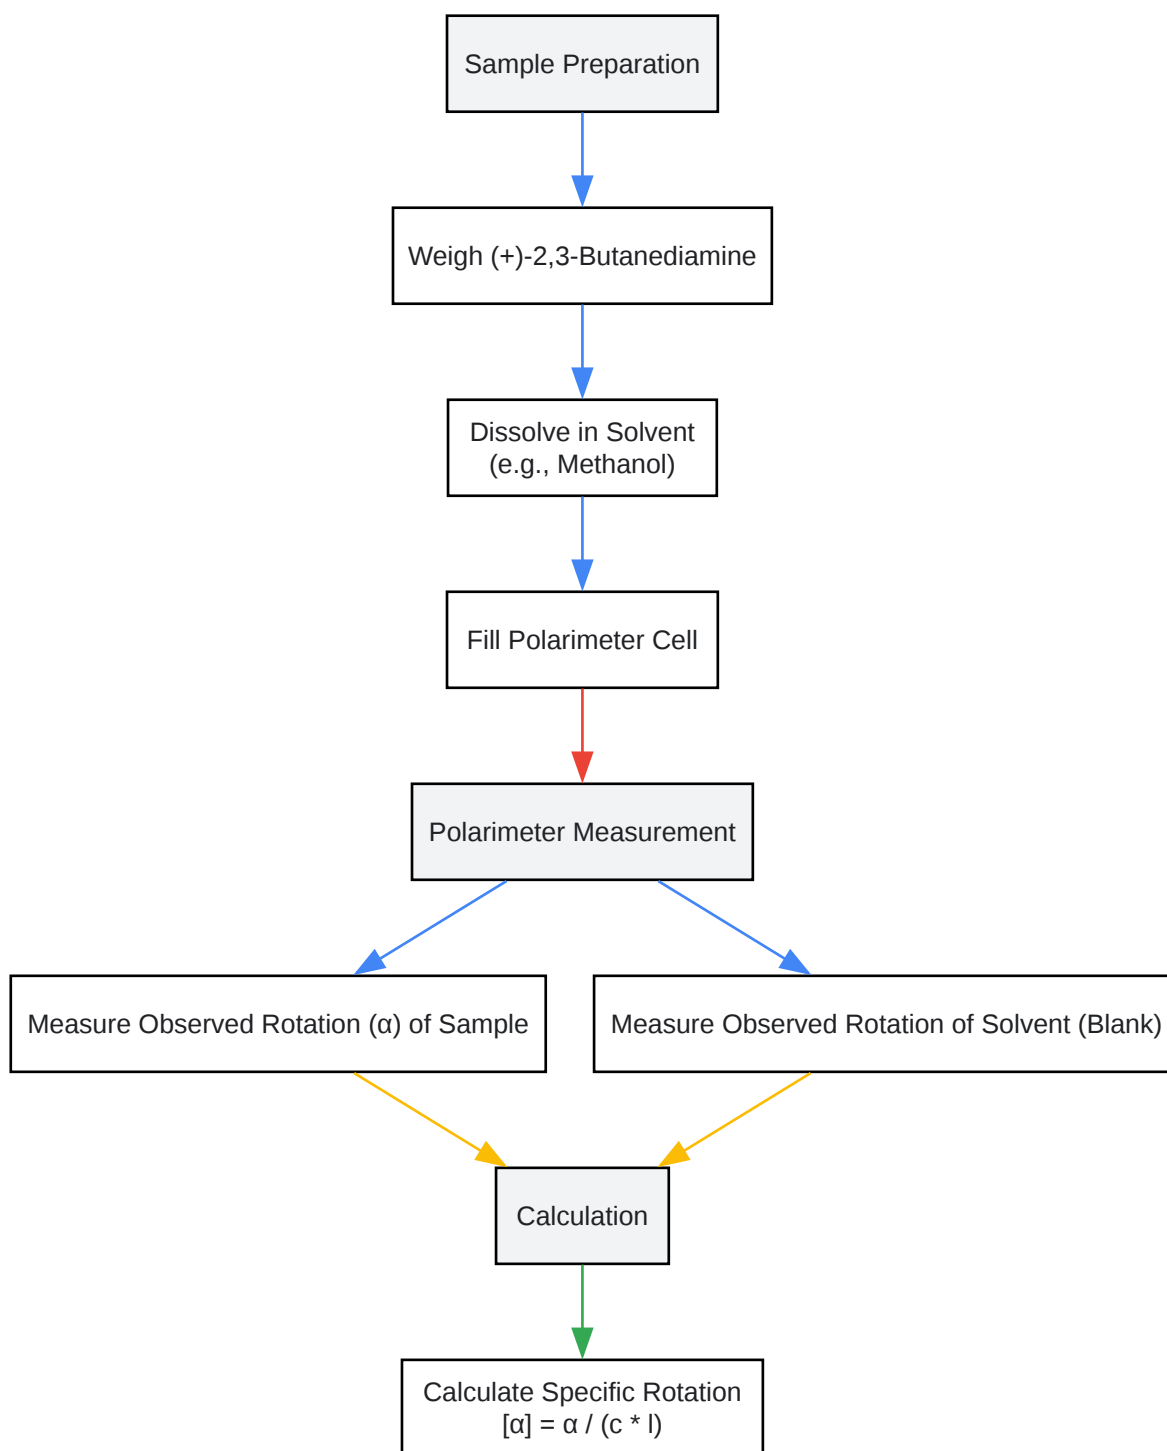 Sample Preparation
Weigh (+)-2,3-Butanediamine
Dissolve in Solvent
(e.g., Methanol)
Fill Polarimeter Cell
Polarimeter Measurement
Measure Observed Rotation (α) of Sample
Measure Observed Rotation of Solvent (Blank)
Calculation
Calculate Specific Rotation
[α] = α / (c * l)